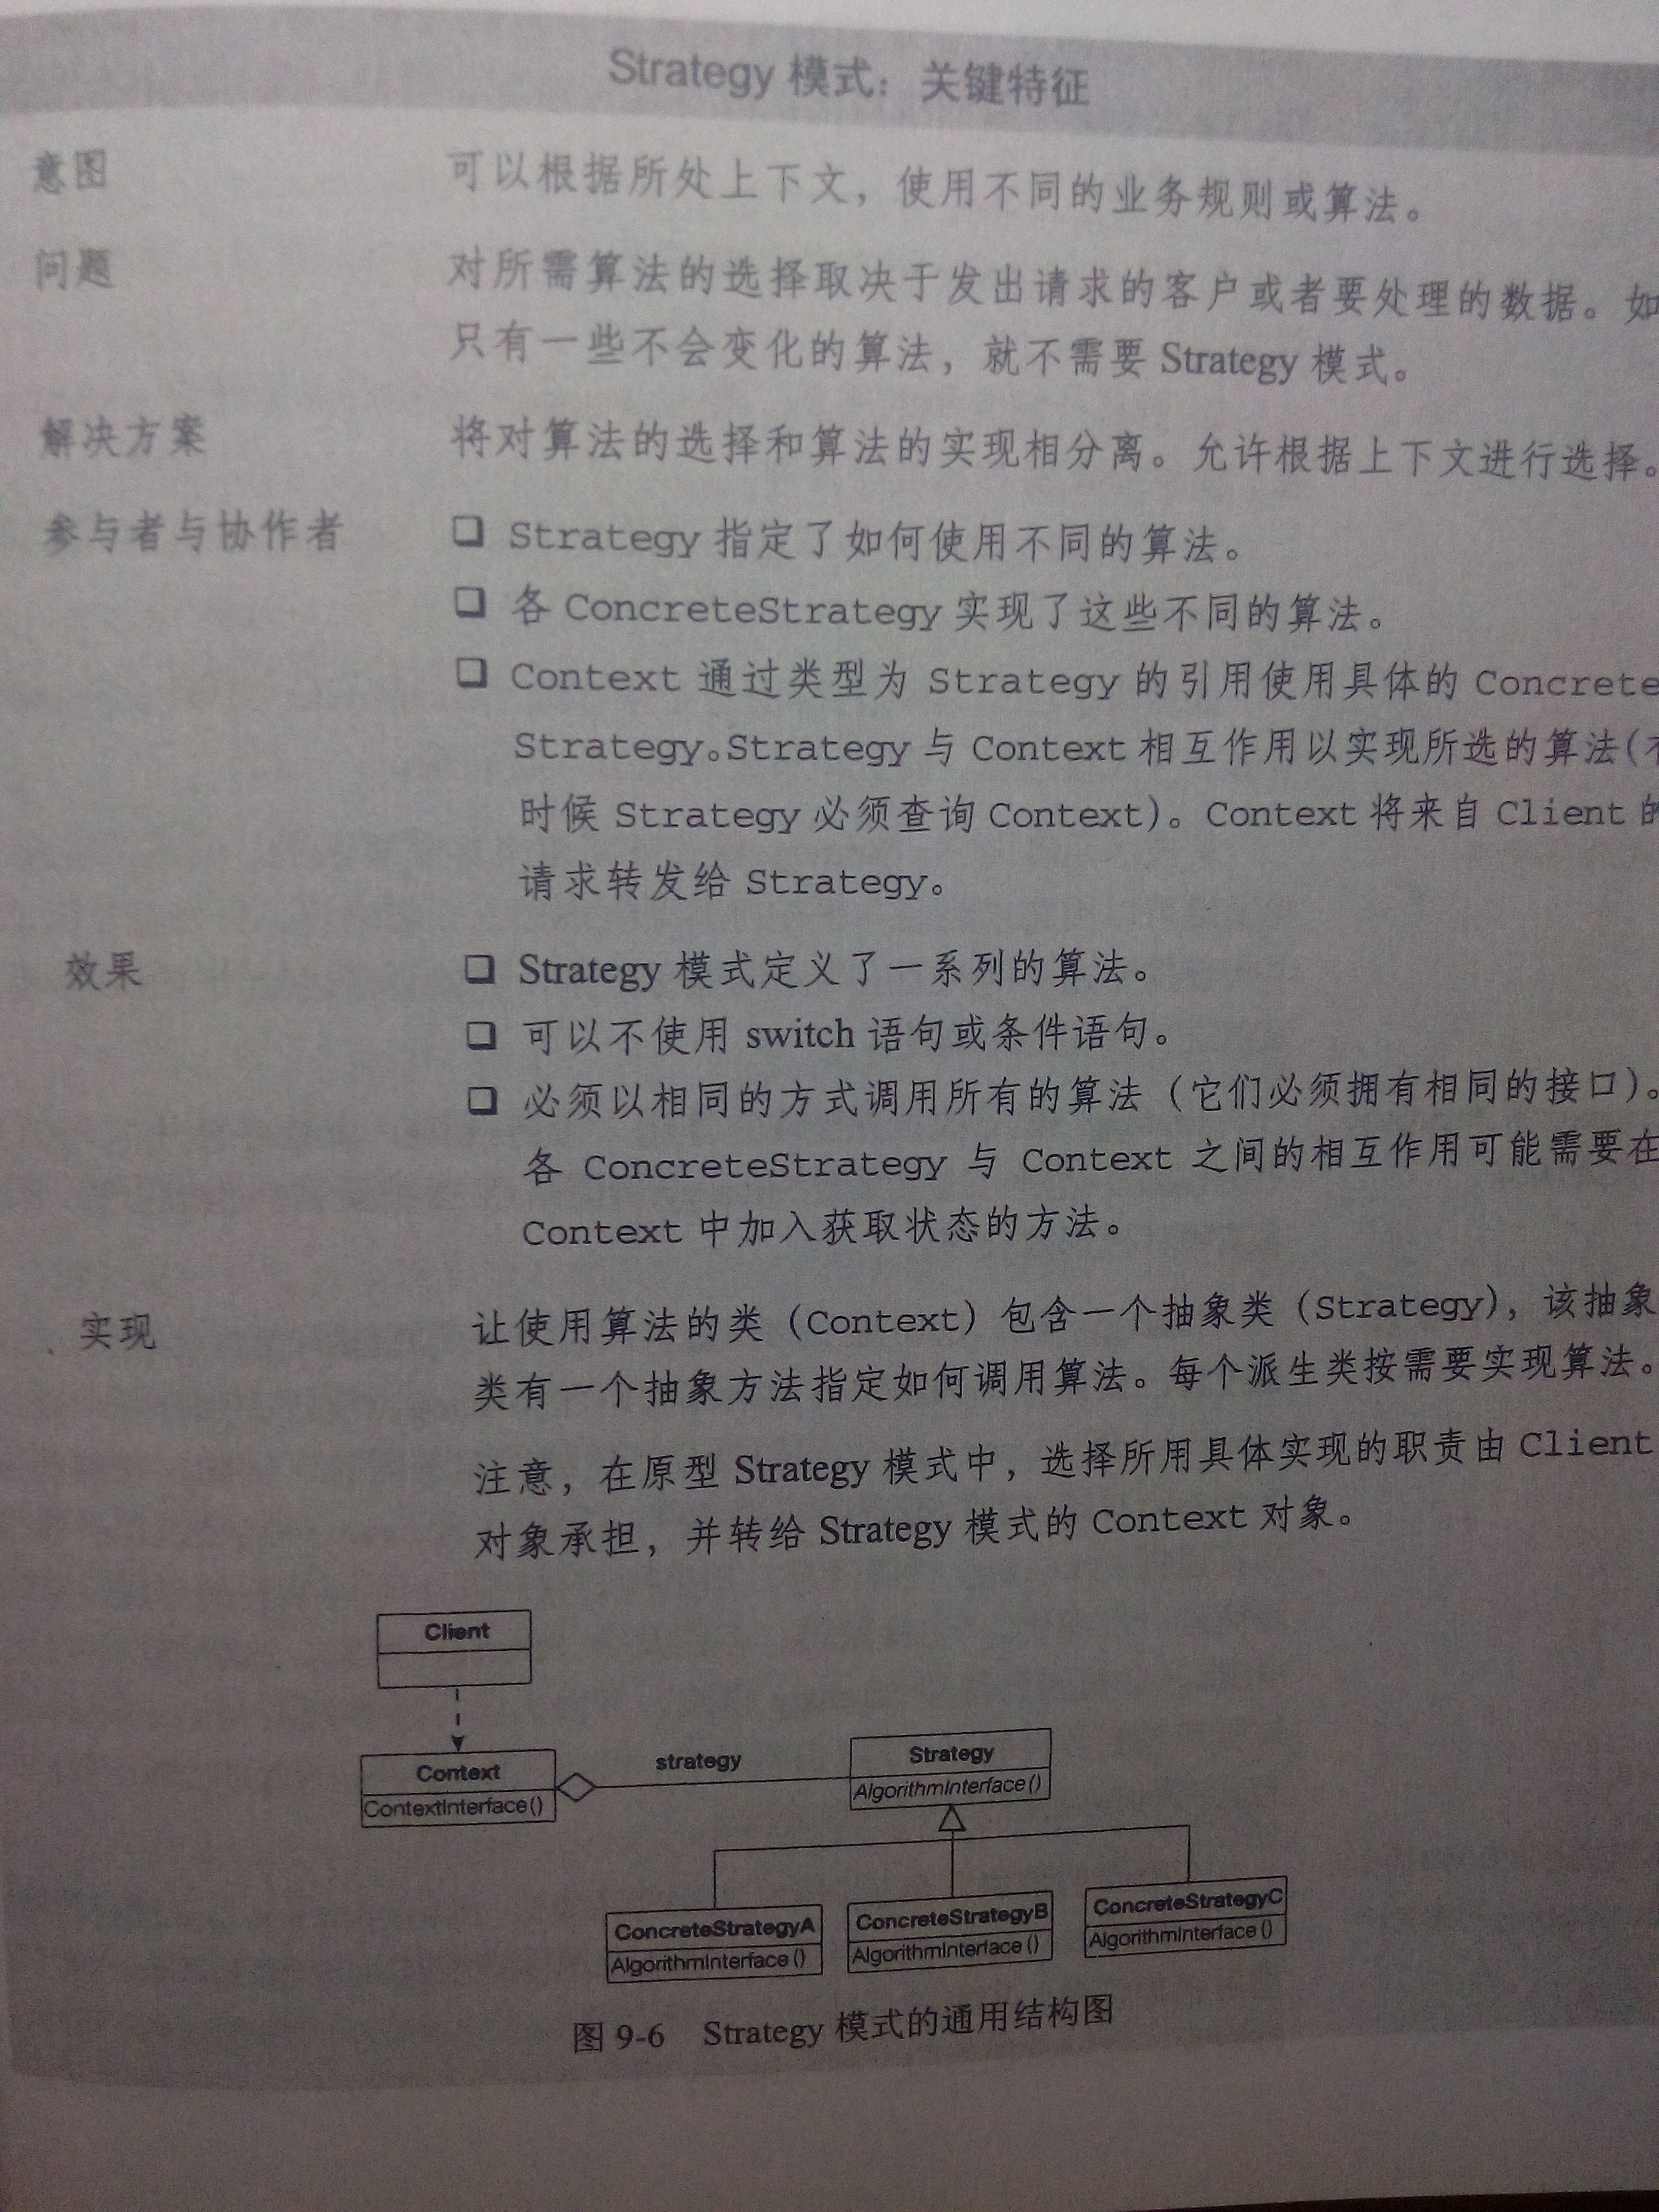 Strategy 模式：关键特征
意图
可以根据所处上下文，使用不同的业务规则或算法。
问题
对所需算法的选择取决于发出请求的客户或者要处理的数据。如
只有一些不会变化的算法，就不需要 Strategy 模式。
解决方案
将对算法的选择和算法的实现相分离。允许根据上下文进行选择。
参与者与协作者
❑ Strategy 指定了如何使用不同的算法。
❑ 各 ConcreteStrategy 实现了这些不同的算法。
❑ Context 通过类型为 Strategy 的引用使用具体的 Concrete
Strategy。Strategy 与 Context 相互作用以实现所选的算法(
时候 Strategy 必须查询 Context)。Context 将来自 Client 的
请求转发给 Strategy。
效果
❑ Strategy 模式定义了一系列的算法。
❑ 可以不使用 switch 语句或条件语句。
❑ 必须以相同的方式调用所有的算法（它们必须拥有相同的接口）。
各 ConcreteStrategy 与 Context 之间的相互作用可能需要在
Context 中加入获取状态的方法。
实现
让使用算法的类（Context）包含一个抽象类（Strategy），该抽象
类有一个抽象方法指定如何调用算法。每个派生类按需要实现算法。
注意，在原型 Strategy 模式中，选择所用具体实现的职责由 Client
对象承担，并转给 Strategy 模式的 Context 对象。
Client
Context
ContextInterface()
strategy
Strategy
AlgorithmInterface()
ConcreteStrategyA
AlgorithmInterface()
ConcreteStrategyB
AlgorithmInterface()
ConcreteStrategyC
AlgorithmInterface()
图 9-6 Strategy 模式的通用结构图